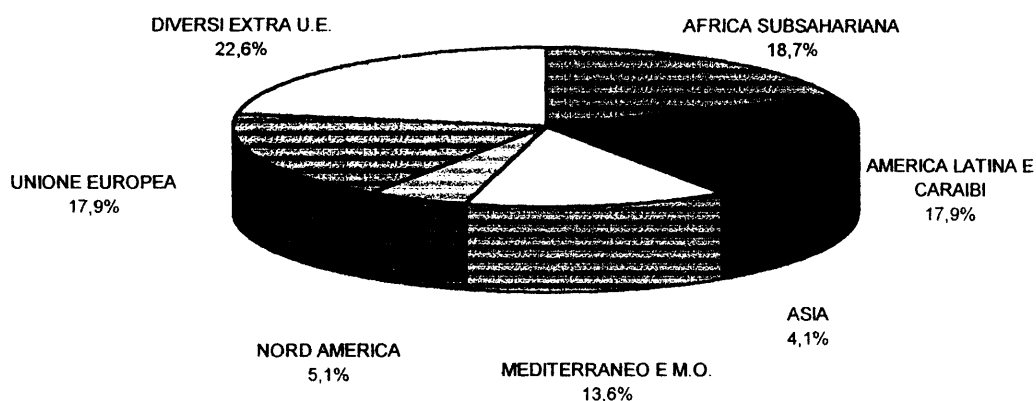 DIVERSI EXTRA U.E.
22,6%
AFRICA SUBSAHARIANA
18,7%
UNIONE EUROPEA
17,9%
AMERICA LATINA E
CARAIBI
17,9%
ASIA
4,1%
NORD AMERICA
5,1%
MEDITERRANEO E M.O.
13,6%